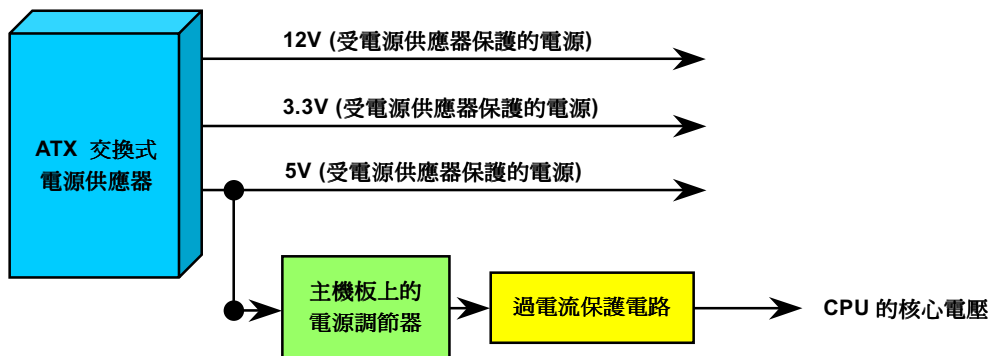 12V (受電源供應器保護的電源)
3.3V (受電源供應器保護的電源)
ATX 交換式
電源供應器
5V (受電源供應器保護的電源)
主機板上的
電源調節器
過電流保護電路
CPU 的核心電壓